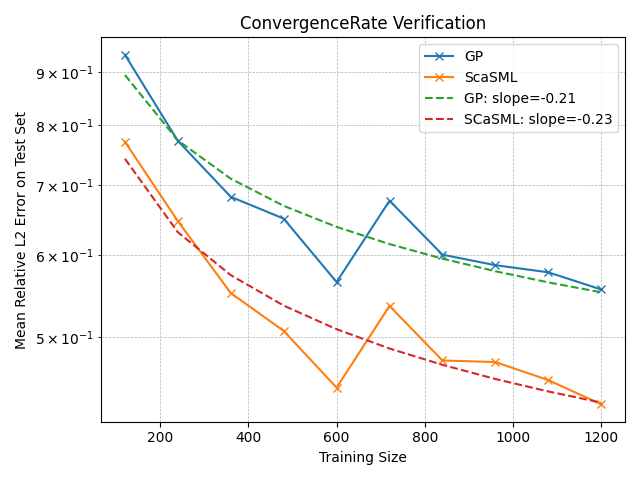 ConvergenceRate Verification
Mean Relative L2 Error on Test Set
9 × 10⁻¹
8 × 10⁻¹
7 × 10⁻¹
6 × 10⁻¹
5 × 10⁻¹
GP
ScaSML
GP: slope=-0.21
SCaSML: slope=-0.23
200 400 600 800 1000 1200
Training Size